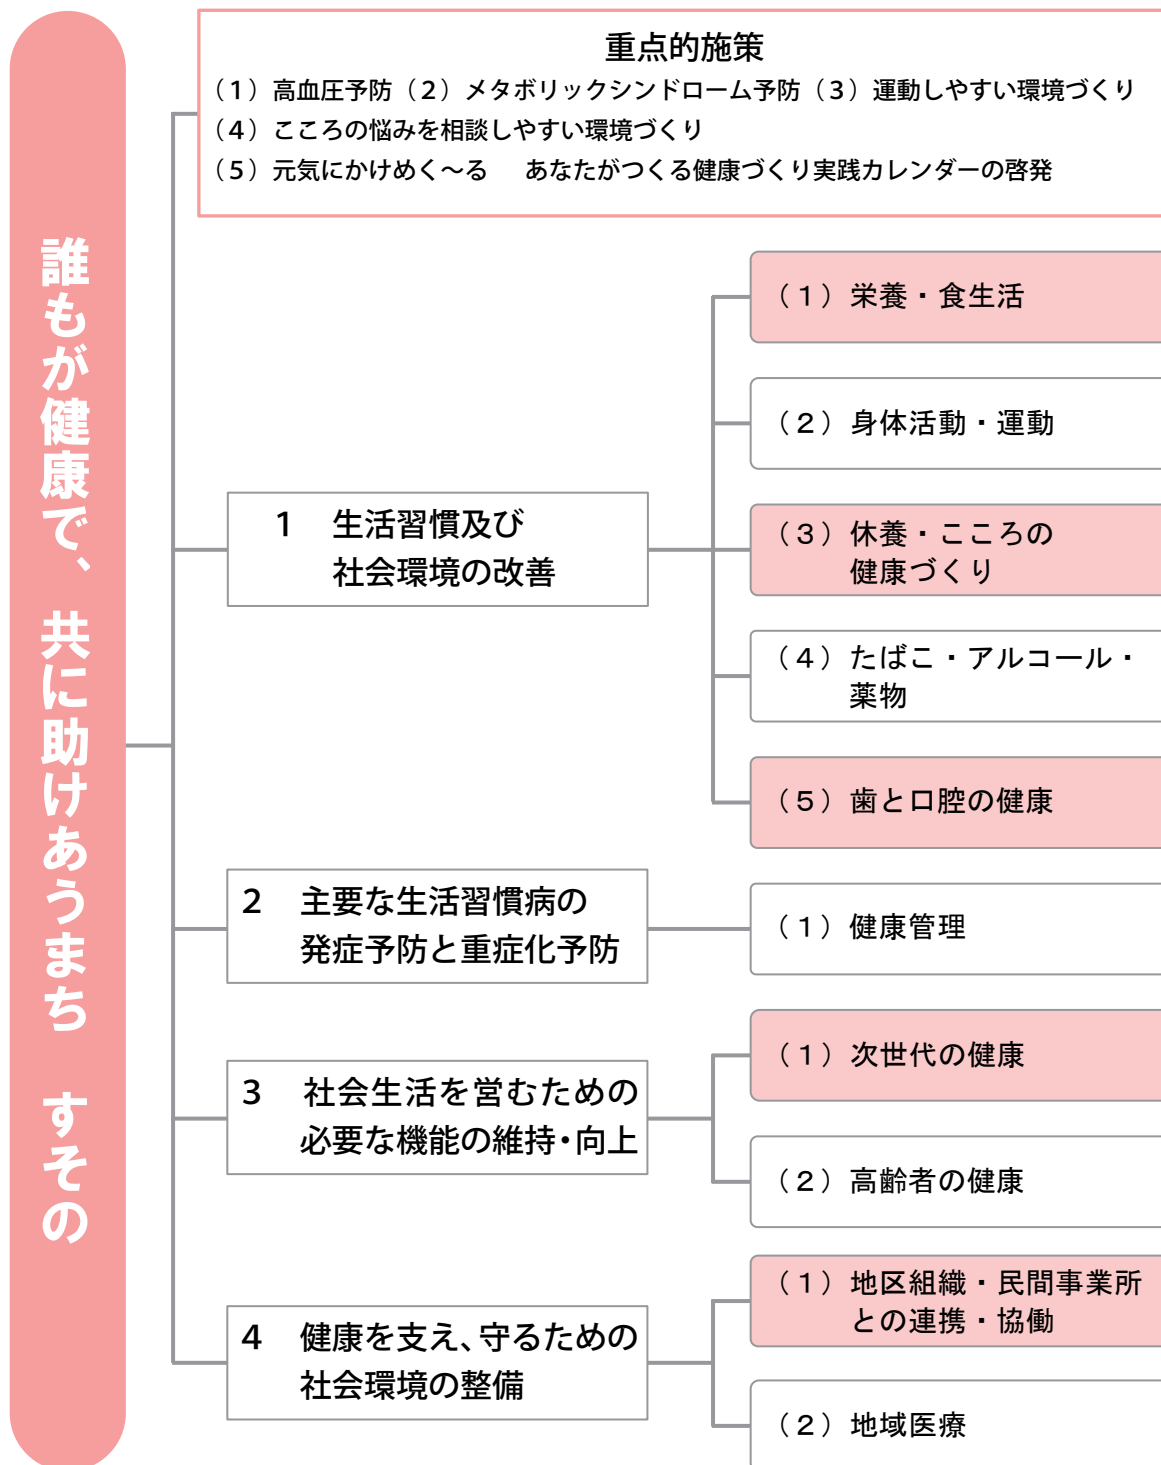 誰もが健康で、共に助けあうまち　すその
重点的施策
（１）高血圧予防（２）メタボリックシンドローム予防（３）運動しやすい環境づくり
（４）こころの悩みを相談しやすい環境づくり
（５）元気にかけめく～る　あなたがつくる健康づくり実践カレンダーの啓発
1　生活習慣及び
社会環境の改善
（１）栄養・食生活
（２）身体活動・運動
（３）休養・こころの
健康づくり
（４）たばこ・アルコール・
薬物
（５）歯と口腔の健康
2　主要な生活習慣病の
発症予防と重症化予防
（１）健康管理
3　社会生活を営むための
必要な機能の維持・向上
（１）次世代の健康
（２）高齢者の健康
4　健康を支え、守るための
社会環境の整備
（１）地区組織・民間事業所
との連携・協働
（２）地域医療